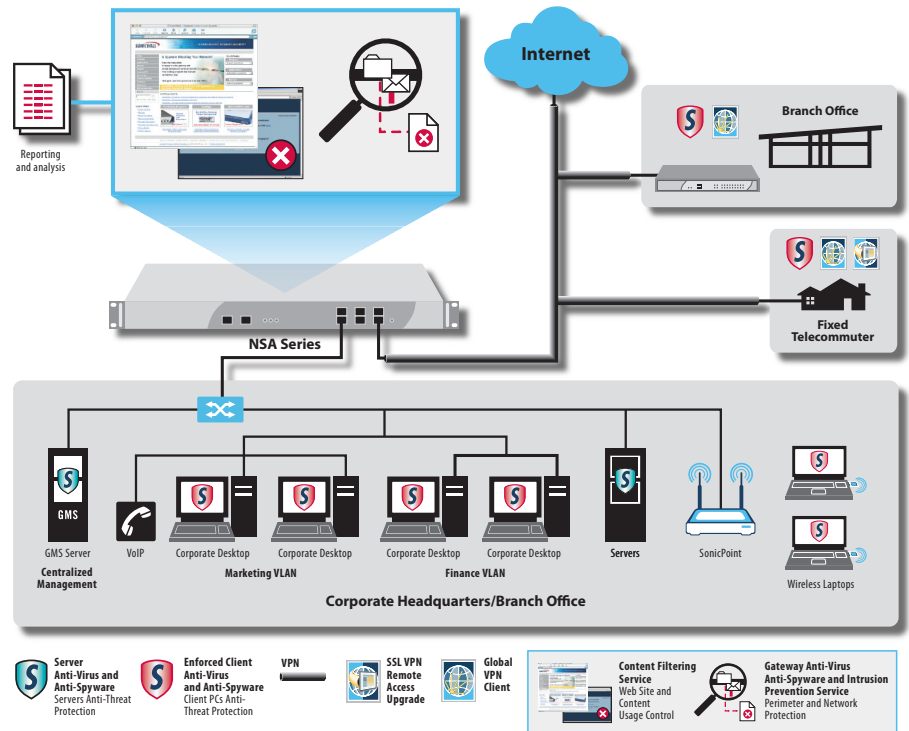 Internet
Branch Office
Reporting
and analysis
Fixed
Telecommuter
NSA Series
GMS
GMS Server
Centralized
Management
VoIP
Corporate Desktop
Corporate Desktop
Marketing VLAN
Corporate Desktop
Corporate Desktop
Finance VLAN
Servers
SonicPoint
Wireless Laptops
Corporate Headquarters/Branch Office
Server
Anti-Virus and
Anti-Spyware
Servers Anti-Threat
Protection
Enforced Client
Anti-Virus
and Anti-Spyware
Client PCs Anti-
Threat Protection
VPN
SSL VPN
Remote
Access
Upgrade
Global
VPN
Client
Content Filtering
Service
Web Site and
Content
Usage Control
Gateway Anti-Virus
Anti-Spyware and Intrusion
Prevention Service
Perimeter and Network
Protection